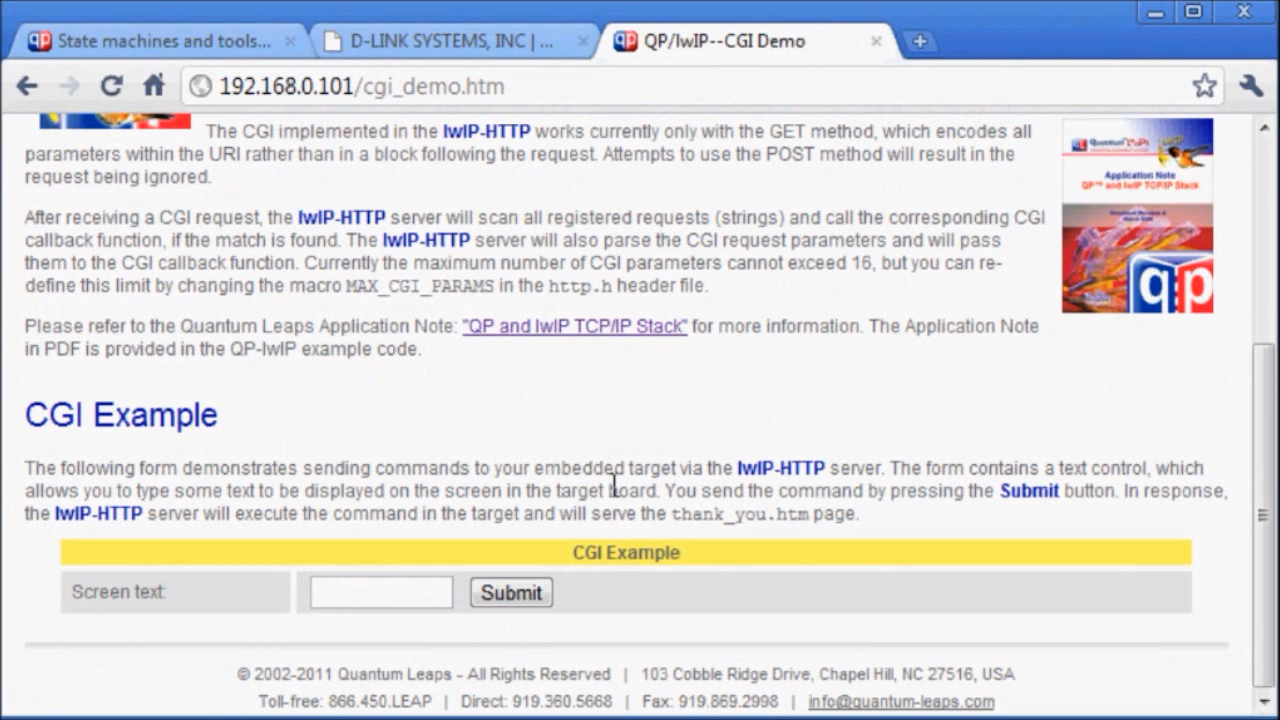 State machines and tools...
D-LINK SYSTEMS, INC | ...
QP/lwIP--CGI Demo
192.168.0.101/cgi_demo.htm
The CGI implemented in the lwIP-HTTP works currently only with the GET method, which encodes all
parameters within the URI rather than in a block following the request. Attempts to use the POST method will result in the
request being ignored.
Quantum Leaps
Application Note
QP™ and lwIP TCP/IP Stack
qp
After receiving a CGI request, the lwIP-HTTP server will scan all registered requests (strings) and call the corresponding CGI
callback function, if the match is found. The lwIP-HTTP server will also parse the CGI request parameters and will pass
them to the CGI callback function. Currently the maximum number of CGI parameters cannot exceed 16, but you can re-
define this limit by changing the macro MAX_CGI_PARAMS in the http.h header file.
Please refer to the Quantum Leaps Application Note: "QP and lwIP TCP/IP Stack" for more information. The Application Note
in PDF is provided in the QP-lwIP example code.
CGI Example
The following form demonstrates sending commands to your embedded target via the lwIP-HTTP server. The form contains a text control, which
allows you to type some text to be displayed on the screen in the target board. You send the command by pressing the Submit button. In response,
the lwIP-HTTP server will execute the command in the target and will serve the thank_you.htm page.
CGI Example
Screen text:
Submit
© 2002-2011 Quantum Leaps - All Rights Reserved | 103 Cobble Ridge Drive, Chapel Hill, NC 27516, USA
Toll-free: 866.450.LEAP | Direct: 919.360.5668 | Fax: 919.869.2998 | info@quantum-leaps.com